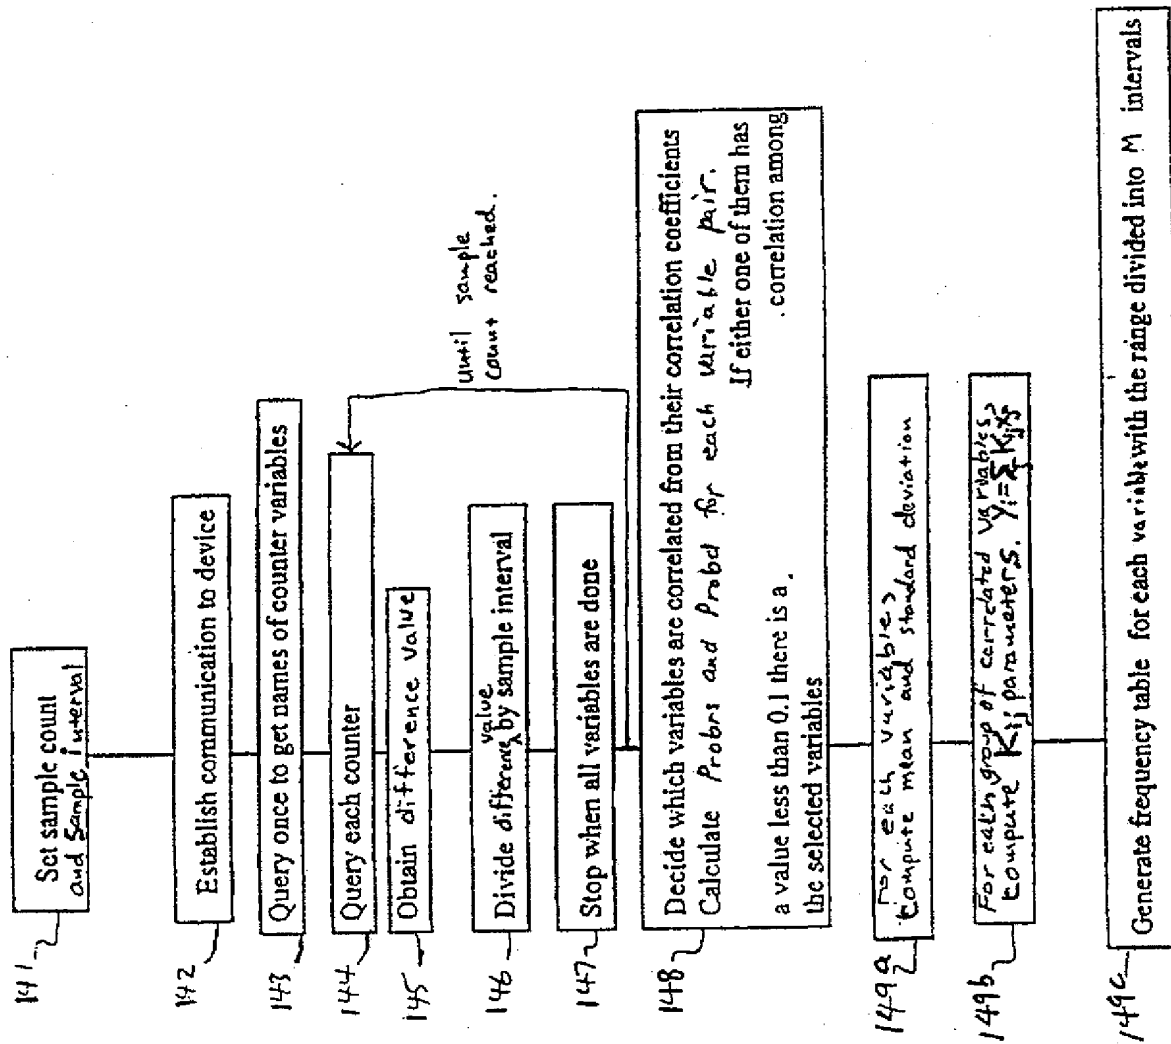 141
Set sample count
and Sample interval
142
Establish communication to device
143
Query once to get names of counter variables
144
Query each counter
until sample
count reached.
145
Obtain difference value
146
value
Divide difference ^ by sample interval
147
Stop when all variables are done
148
Decide which variables are correlated from their correlation coefficients
Calculate Probrs and Probd for each variable pair.
If either one of them has
a value less than 0.1 there is a . correlation among
the selected variables
149a
For each variable,
compute mean and standard deviation
149b
For each group of correlated variables,
compute Kij parameters. Yi=ΣKijXj
149c
Generate frequency table for each variable with the range divided into M intervals